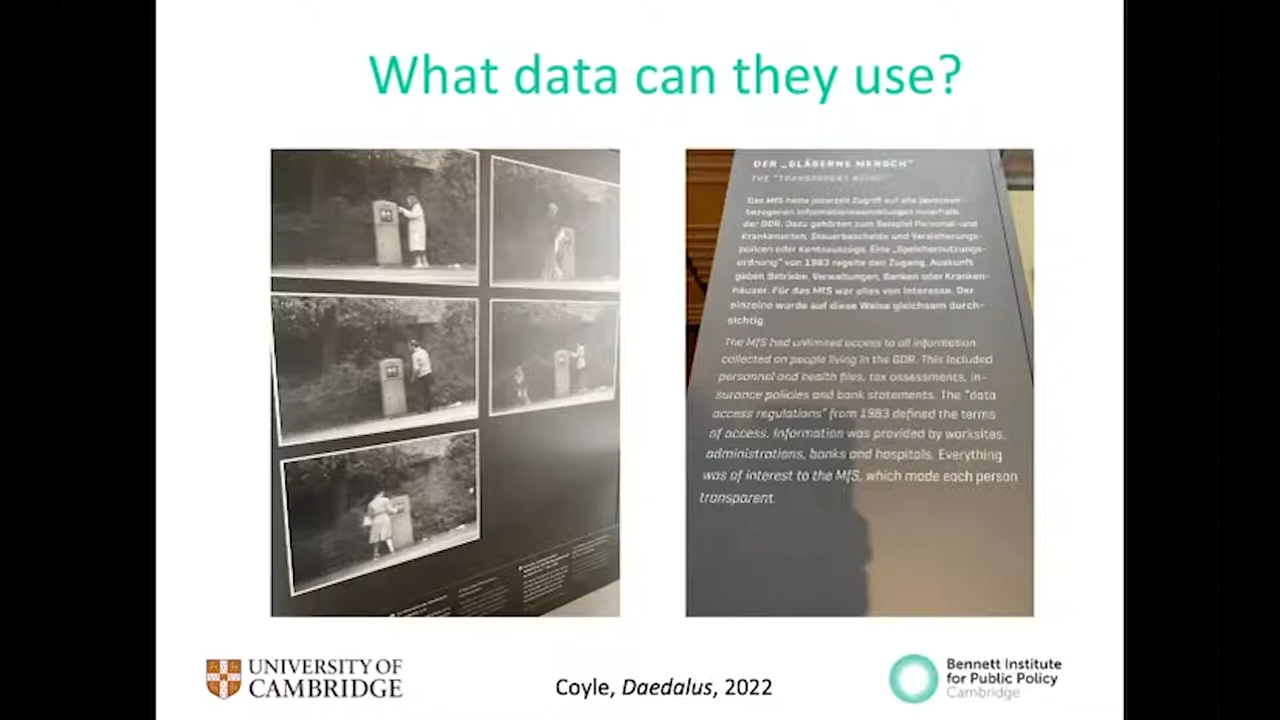 What data can they use?
DER „GLÄSERNE MENSCH“
THE "TRANSPARENT BEING"
Das MfS hatte jederzeit Zugriff auf alle personen-
bezogenen Informationssammlungen innerhalb
der DDR. Dazu gehörten zum Beispiel Personal- und
Krankenakten, Steuerbescheide und Versicherungs-
policen oder Kontoauszüge. Eine „Speichernutzungs-
ordnung“ von 1983 regelte den Zugang. Auskunft
gaben Betriebe, Verwaltungen, Banken oder Kranken-
häuser. Für das MfS war alles von Interesse. Der
einzelne wurde auf diese Weise gleichsam durch-
sichtig.
The MfS had unlimited access to all information
collected on people living in the GDR. This included
personnel and health files, tax assessments, in-
surance policies and bank statements. The "data
access regulations" from 1983 defined the terms
of access. Information was provided by worksites,
administrations, banks and hospitals. Everything
was of interest to the MfS, which made each person
transparent.
UNIVERSITY OF
CAMBRIDGE
Coyle, Daedalus, 2022
Bennett Institute
for Public Policy
Cambridge